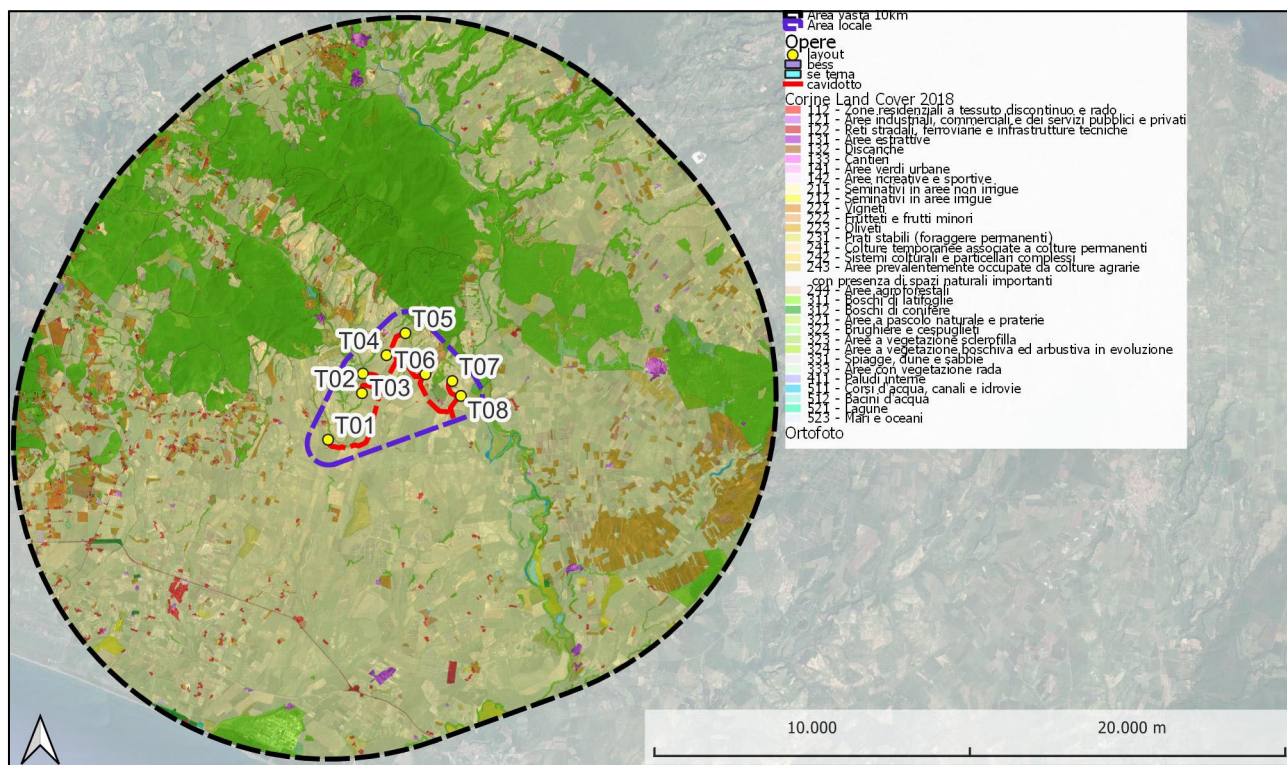 Area vasta 10km
Area locale
Opere
layout
bess
se terna
cavidotto
Corine Land Cover 2018
112 - Zone residenziali a tessuto discontinuo e rado
121 - Aree industriali, commerciali e dei servizi pubblici e privati
122 - Reti stradali, ferroviane e infrastrutture tecniche
131 - Aree estrattive
132 - Discariche
133 - Cantieri
141 - Aree verdi urbane
142 - Aree ricreative e sportive
211 - Seminativi in aree non irrigue
212 - Seminativi in aree irrigue
221 - Vigneti
222 - Frutteti e frutti minori
223 - Oliveti
231 - Prati stabili (foraggere permanenti)
241 - Colture temporanee associate a colture permanenti
242 - Sistemi colturali e particellari complessi
243 - Aree prevalentemente occupate da colture agrarie
con presenza di spazi naturali importanti
244 - Aree agroforestali
311 - Boschi di latifoglie
312 - Boschi di conifere
321 - Aree a pascolo naturale e praterie
322 - Brughiere e cespuglieti
323 - Aree a vegetazione sclerofilla
324 - Aree a vegetazione boschiva ed arbustiva in evoluzione
331 - Spiagge, dune e sabbie
333 - Aree con vegetazione rada
411 - Paludi interne
511 - Corsi d'acqua, canali e idrovie
512 - Bacini d'acqua
521 - Lagune
523 - Mari e oceani
Ortofoto
T05
T04
T06
T02
T07
T03
T08
T01
10.000
20.000 m